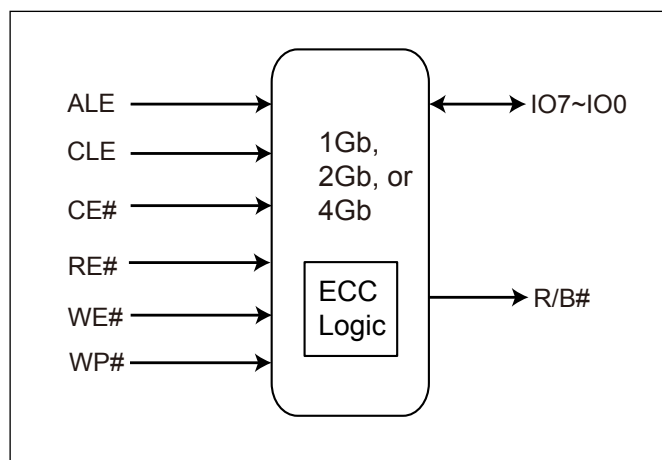 ALE
CLE
CE#
RE#
WE#
WP#
1Gb,
2Gb, or
4Gb
ECC
Logic
IO7~IO0
R/B#